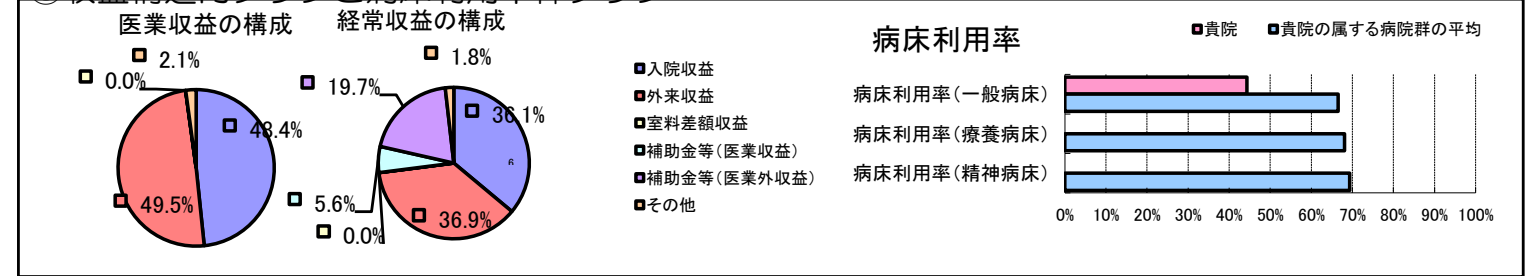 医業収益の構成
経常収益の構成
2.1%
0.0%
48.4%
49.5%
1.8%
19.7%
36.1%
6
5.6%
0.0%
36.9%
入院収益
外来収益
室料差額収益
補助金等(医業収益)
補助金等(医業外収益)
その他
病床利用率
貴院
貴院の属する病院群の平均
病床利用率(一般病床)
病床利用率(療養病床)
病床利用率(精神病床)
0% 10% 20% 30% 40% 50% 60% 70% 80% 90% 100%